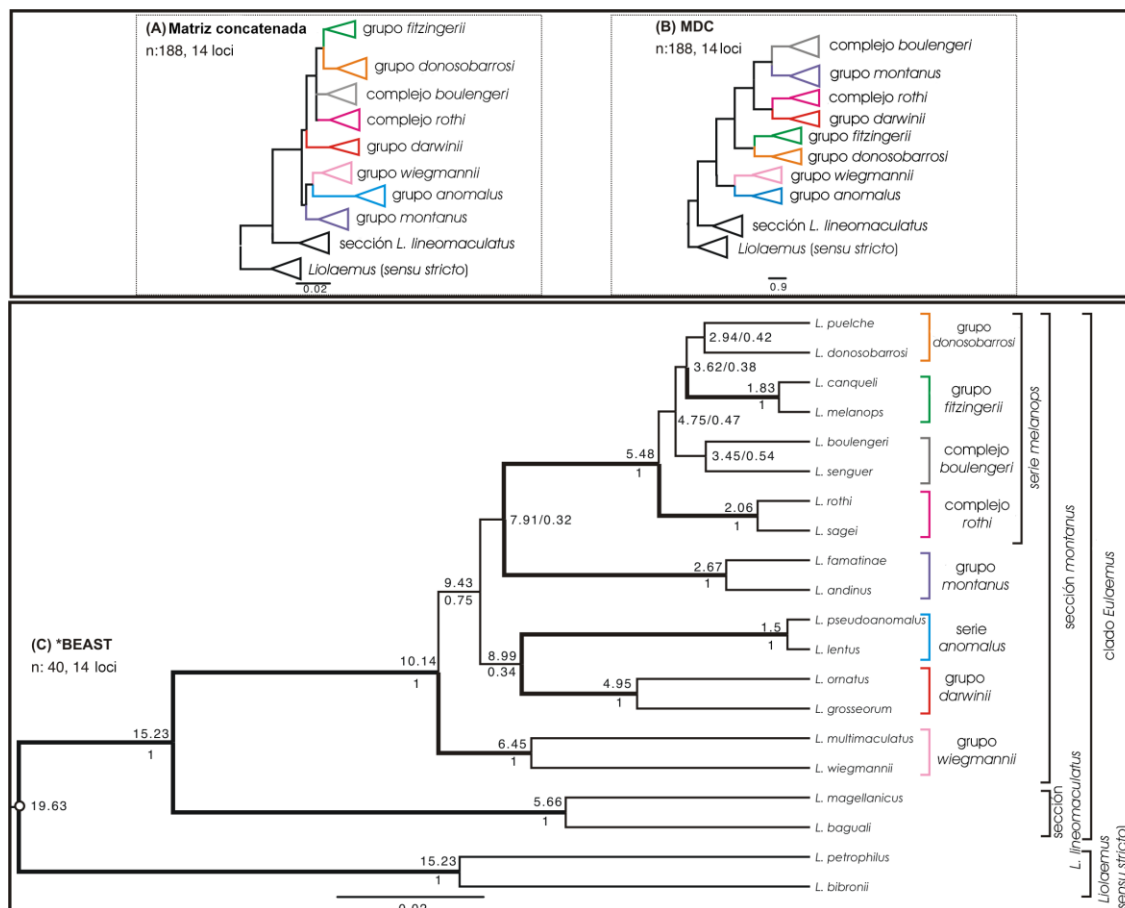 (A) Matriz concatenada
n:188, 14 loci
grupo fitzingerii
grupo donosobarrosi
complejo boulengeri
complejo rothi
grupo darwinii
grupo wiegmannii
grupo anomalus
grupo montanus
sección L. lineomaculatus
Liolaemus (sensu stricto)
0.02
(B) MDC
n:188, 14 loci
complejo boulengeri
grupo montanus
complejo rothi
grupo darwinii
grupo fitzingerii
grupo donosobarrosi
grupo wiegmannii
grupo anomalus
sección L. lineomaculatus
Liolaemus (sensu stricto)
0.9
(C) *BEAST
n: 40, 14 loci
19.63
15.23
1
10.14
1
9.43
0.75
7.91/0.32
5.48
1
4.75/0.47
3.62/0.38
2.94/0.42
1.83
1
3.45/0.54
2.06
1
2.67
1
8.99
0.34
1.5
1
4.95
1
6.45
1
5.66
1
15.23
1
L. puelche
L. donosobarrosi
L. canqueli
L. melanops
L. boulengeri
L. senguer
L. rothi
L. sagei
L. famatinae
L. andinus
L. pseudoanomalus
L. lentus
L. ornatus
L. grosseorum
L. multimaculatus
L. wiegmannii
L. magellanicus
L. baguali
L. petrophilus
L. bibronii
grupo
donosobarrosi
grupo
fitzingerii
complejo
boulengeri
complejo
rothi
grupo
montanus
serie
anomalus
grupo
darwinii
grupo
wiegmannii
serie melanops
sección montanus
clado Eulaemus
sección
L. lineomaculatus
Liolaemus
sensu stricto)
0.02